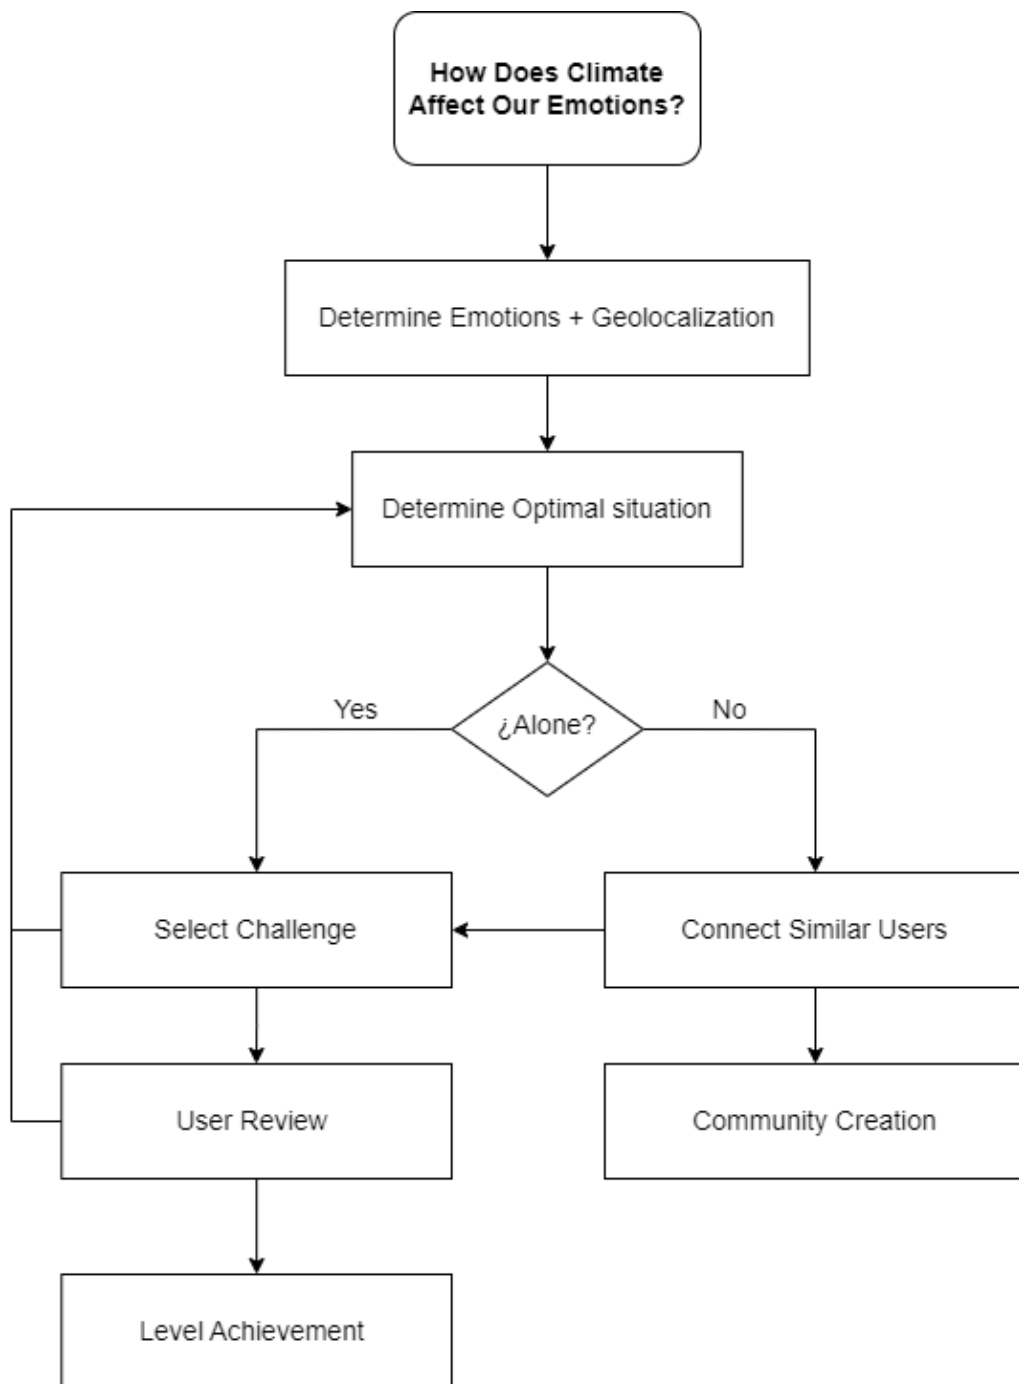 How Does Climate
Affect Our Emotions?
Determine Emotions + Geolocalization
Determine Optimal situation
¿Alone?
Yes
No
Select Challenge
Connect Similar Users
User Review
Community Creation
Level Achievement